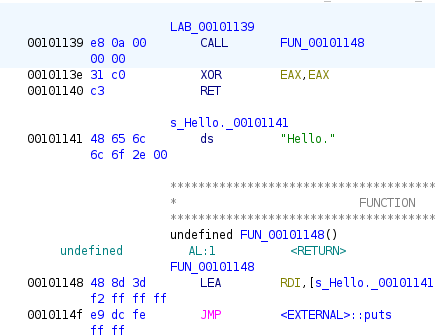 LAB_00101139
00101139 e8 0a 00 CALL FUN_00101148
00 00
0010113e 31 c0 XOR EAX,EAX
00101140 c3 RET
s_Hello._00101141
00101141 48 65 6c ds "Hello."
6c 6f 2e 00
**************************************
* FUNCTION
**************************************
undefined FUN_00101148()
undefined AL:1 <RETURN>
FUN_00101148
00101148 48 8d 3d LEA RDI,[s_Hello._00101141
f2 ff ff ff
0010114f e9 dc fe JMP <EXTERNAL>::puts
ff ff